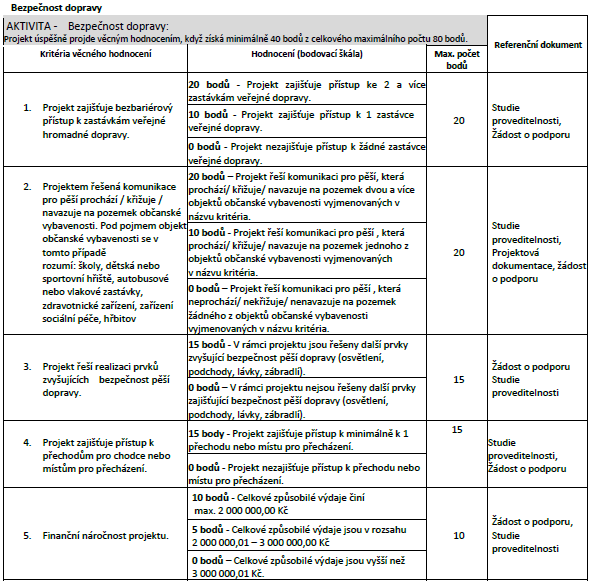 Bezpečnost dopravy
AKTIVITA - Bezpečnost dopravy:
Projekt úspěšně projde věcným hodnocením, když získá minimálně 40 bodů z celkového maximálního počtu 80 bodů.
Referenční dokument
Kritéria věcného hodnocení
Hodnocení (bodovací škála)
Max. počet
bodů
1. Projekt zajišťuje bezbariérový
přístup k zastávkám veřejné
hromadné dopravy.
20 bodů - Projekt zajišťuje přístup ke 2 a více
zastávkám veřejné dopravy.
10 bodů - Projekt zajišťuje přístup k 1 zastávce
veřejné dopravy.
0 bodů - Projekt nezajišťuje přístup k žádné zastávce
veřejné dopravy.
20
Studie
proveditelnosti,
Žádost o podporu
2. Projektem řešená komunikace
pro pěší prochází / křižuje /
navazuje na pozemek občanské
vybavenosti. Pod pojmem objekt
občanské vybavenosti se v
tomto případě
rozumí: školy, dětská nebo
sportovní hřiště, autobusové
nebo vlakové zastávky,
zdravotnické zařízení, zařízení
sociální péče, hřbitov
20 bodů – Projekt řeší komunikaci pro pěší, která
prochází/ křižuje/ navazuje na pozemek dvou a více
objektů občanské vybavenosti vyjmenovaných v
názvu kritéria.
10 bodů - Projekt řeší komunikaci pro pěší , která
prochází/ křižuje/ navazuje na pozemek jednoho z
objektů občanské vybavenosti vyjmenovaných
v názvu kritéria.
0 bodů – Projekt řeší komunikaci pro pěší , která
neprochází/ nekřižuje/ nenavazuje na pozemek
žádného z objektů občanské vybavenosti
vyjmenovaných v názvu kritéria.
20
Studie
proveditelnosti,
Projektová
dokumentace, žádost
o podporu
3. Projekt řeší realizaci prvků
zvyšujících bezpečnost pěší
dopravy.
15 bodů - V rámci projektu jsou řešeny další prvky
zvyšující bezpečnost pěší dopravy (osvětlení,
podchody, lávky, zábradlí).
0 bodů – V rámci projektu nejsou řešeny další prvky
zajišťující bezpečnost pěší dopravy (osvětlení,
podchody, lávky, zábradlí).
15
Žádost o podporu
Studie
proveditelnosti
4. Projekt zajišťuje přístup k
přechodům pro chodce nebo
místům pro přecházení.
15 body - Projekt zajišťuje přístup k minimálně k 1
přechodu nebo místu pro přecházení.
0 bodů - Projekt nezajišťuje přístup k přechodu nebo
místu pro přecházení.
15
Studie
proveditelnosti,
Žádost o podporu
5. Finanční náročnost projektu.
10 bodů - Celkové způsobilé výdaje činí
max. 2 000 000,00 Kč
5 bodů - Celkové způsobilé výdaje jsou v rozsahu
2 000 000,01 – 3 000 000,00 Kč
0 bodů – Celkové způsobilé výdaje jsou vyšší než
3 000 000,01 Kč.
10
Žádost o podporu,
Studie
proveditelnosti